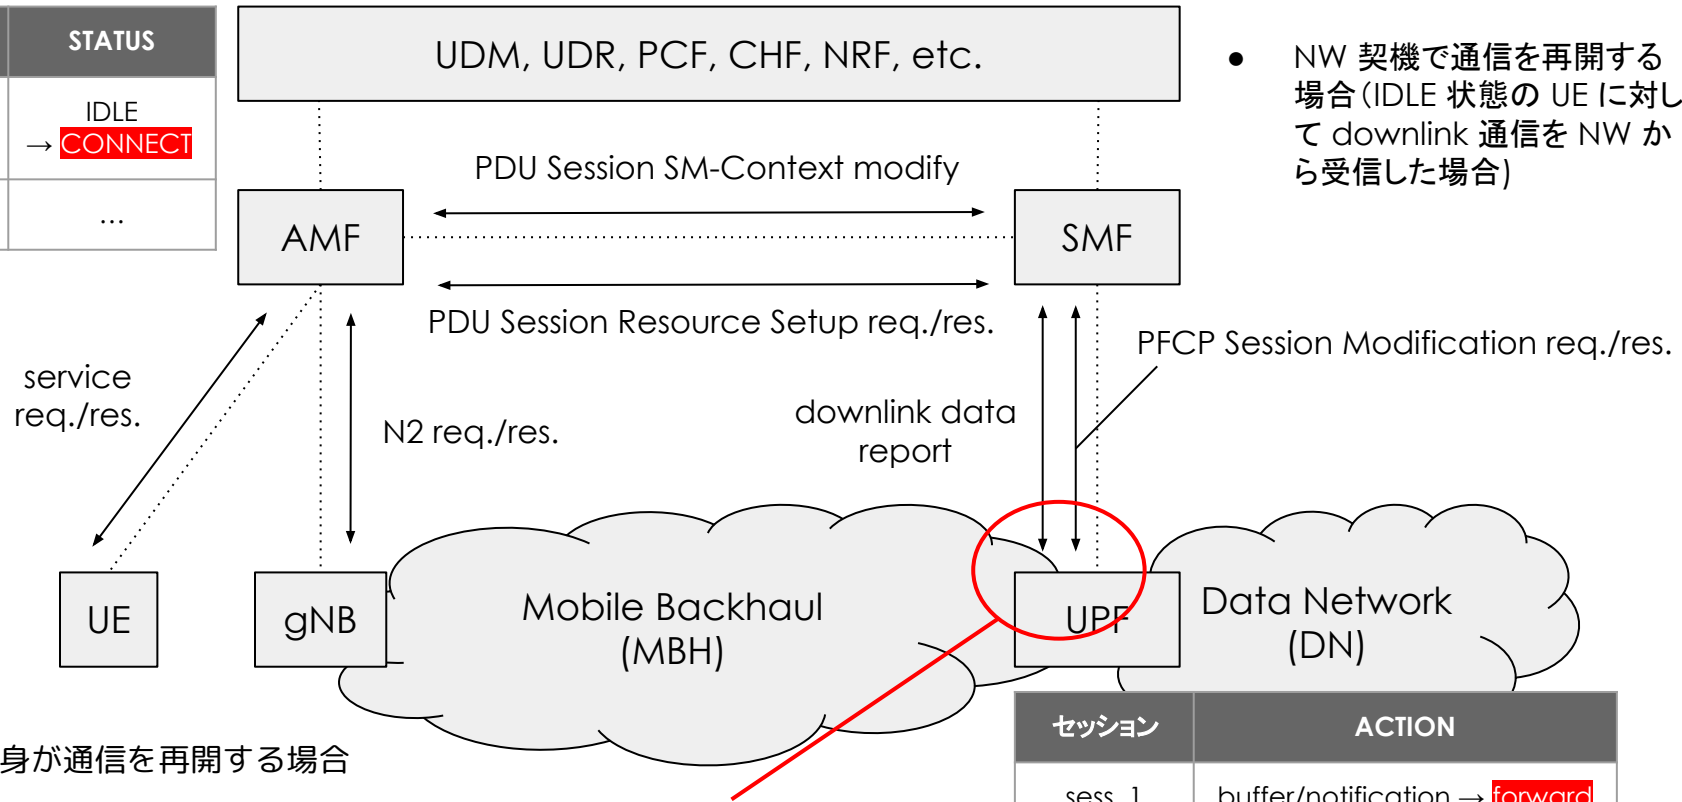 STATUS
IDLE
→ CONNECT
...
UDM, UDR, PCF, CHF, NRF, etc.
● NW 契機で通信を再開する
場合（IDLE 状態の UE に対し
て downlink 通信を NW か
ら受信した場合)
PDU Session SM-Context modify
AMF
SMF
PDU Session Resource Setup req./res.
PFCP Session Modification req./res.
service
req./res.
N2 req./res.
downlink data
report
UE
gNB
Mobile Backhaul
(MBH)
UPF
Data Network
(DN)
身が通信を再開する場合
セッション
ACTION
sess. 1
buffer/notification → forward